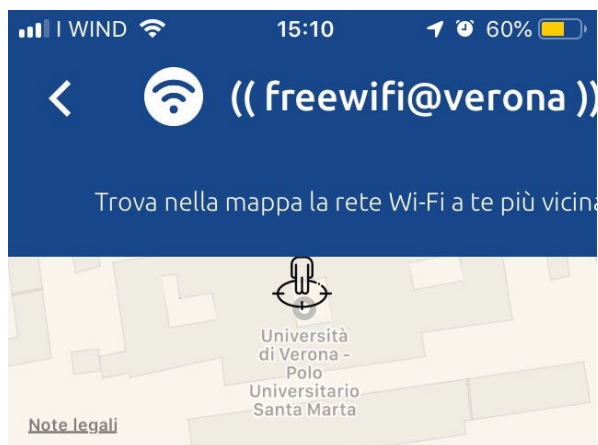 I WIND 15:10 60%
(( freewifi@verona ))
Trova nella mappa la rete Wi-Fi a te più vicina
Università
di Verona -
Polo
Universitario
Santa Marta
Note legali